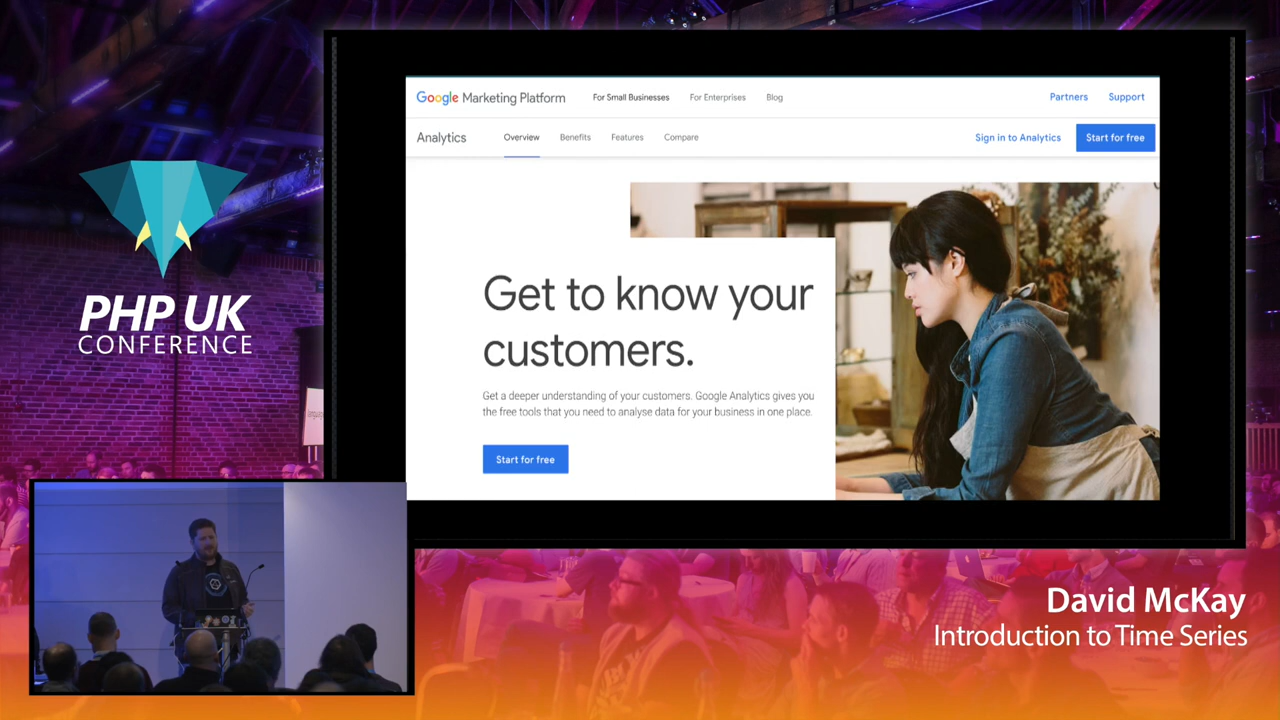 Google Marketing Platform For Small Businesses For Enterprises Blog Partners Support
Analytics Overview Benefits Features Compare Sign in to Analytics Start for free
Get to know your
customers.
Get a deeper understanding of your customers. Google Analytics gives you
the free tools that you need to analyse data for your business in one place.
Start for free
PHP UK
CONFERENCE
David McKay
Introduction to Time Series